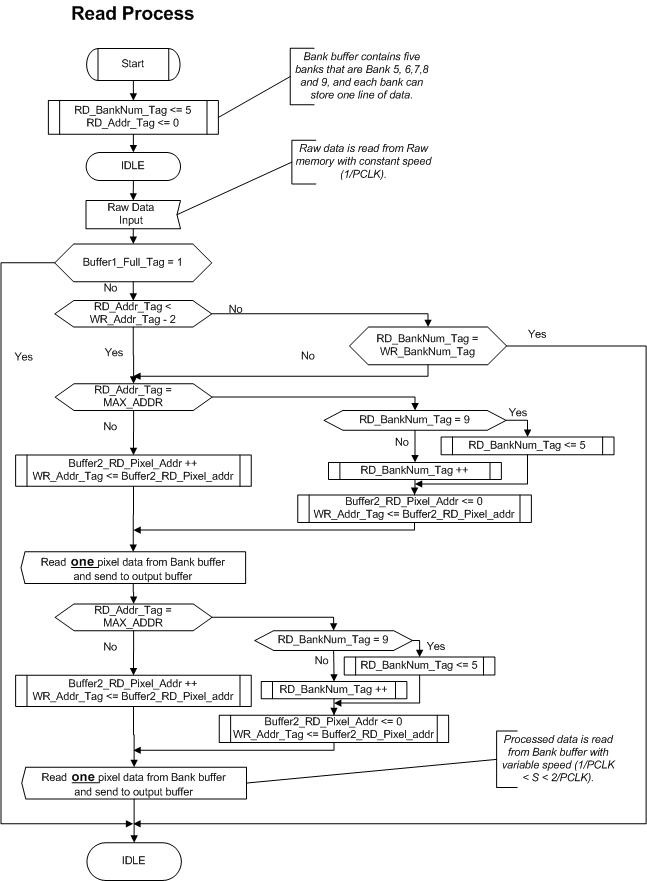 Read Process
Start
Bank buffer contains five
banks that are Bank 5, 6,7,8
and 9, and each bank can
store one line of data.
RD_BankNum_Tag <= 5
RD_Addr_Tag <= 0
IDLE
Raw data is read from Raw
memory with constant speed
(1/PCLK).
Raw Data
Input
Buffer1_Full_Tag = 1
No
RD_Addr_Tag <
WR_Addr_Tag - 2
No
RD_BankNum_Tag =
WR_BankNum_Tag
Yes
Yes
Yes
No
RD_Addr_Tag =
MAX_ADDR
No
RD_BankNum_Tag = 9
Yes
No
RD_BankNum_Tag <= 5
Buffer2_RD_Pixel_Addr ++
WR_Addr_Tag <= Buffer2_RD_Pixel_addr
RD_BankNum_Tag ++
Buffer2_RD_Pixel_Addr <= 0
WR_Addr_Tag <= Buffer2_RD_Pixel_addr
Read one pixel data from Bank buffer
and send to output buffer
RD_Addr_Tag =
MAX_ADDR
No
RD_BankNum_Tag = 9
Yes
No
RD_BankNum_Tag <= 5
Buffer2_RD_Pixel_Addr ++
WR_Addr_Tag <= Buffer2_RD_Pixel_addr
RD_BankNum_Tag ++
Buffer2_RD_Pixel_Addr <= 0
WR_Addr_Tag <= Buffer2_RD_Pixel_addr
Processed data is read
from Bank buffer with
variable speed (1/PCLK
< S < 2/PCLK).
Read one pixel data from Bank buffer
and send to output buffer
IDLE